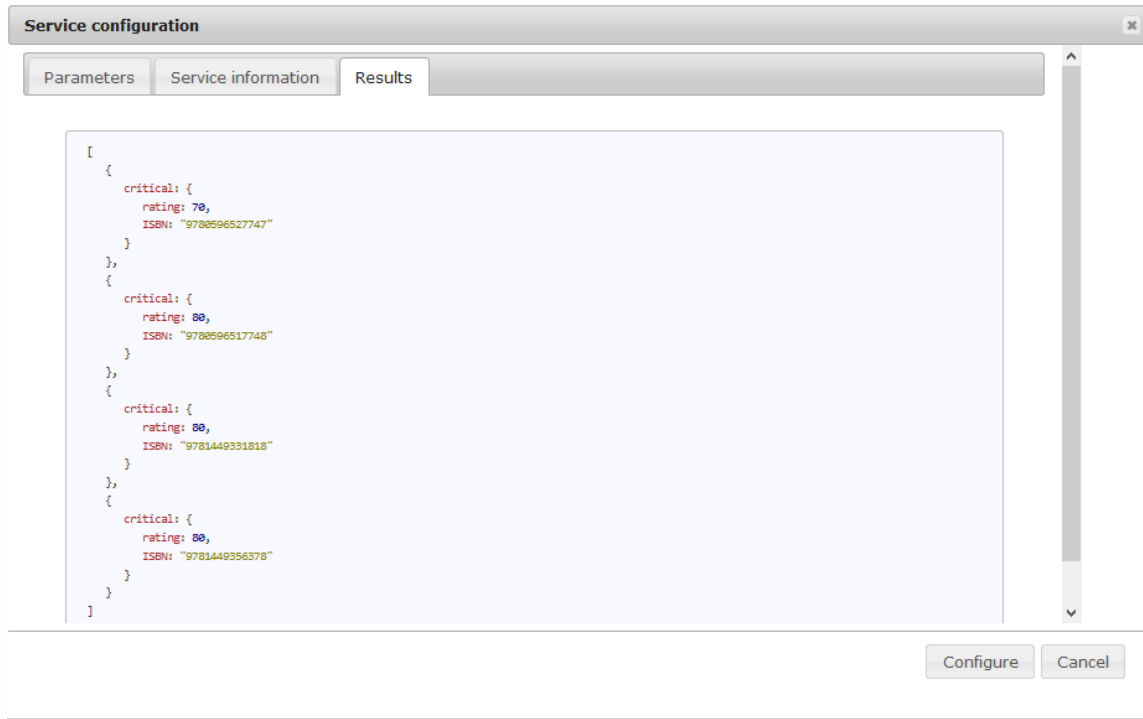 Service configuration
Parameters Service information Results
[
{
critical: {
rating: 70,
ISBN: "9780596527747"
}
},
{
critical: {
rating: 80,
ISBN: "9780596517748"
}
},
{
critical: {
rating: 80,
ISBN: "9781449331818"
}
},
{
critical: {
rating: 80,
ISBN: "9781449356378"
}
}
]
Configure Cancel